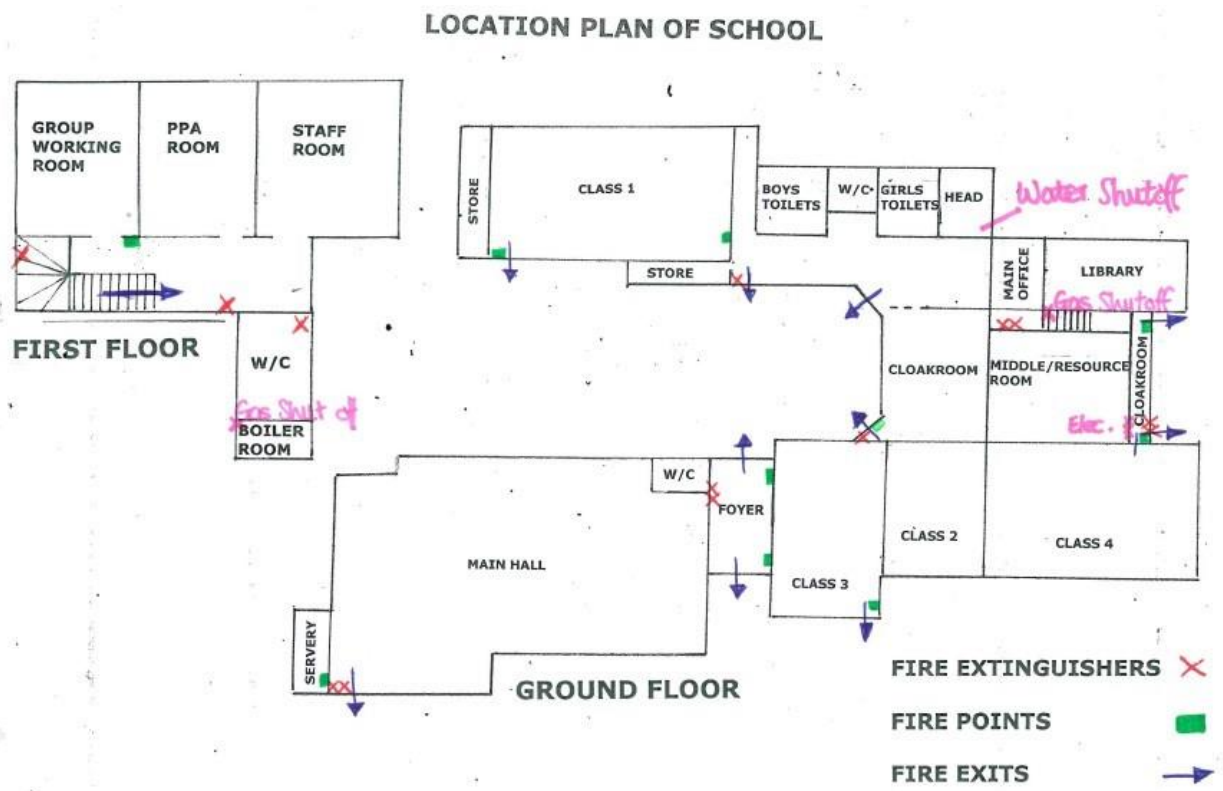 LOCATION PLAN OF SCHOOL
GROUP
WORKING
ROOM
PPA
ROOM
STAFF
ROOM
FIRST FLOOR
W/C
Gas Shut off
BOILER
ROOM
STORE
CLASS 1
STORE
BOYS
TOILETS
W/C
GIRLS
TOILETS
HEAD
Water Shutoff
MAIN
OFFICE
LIBRARY
Gas Shutoff
CLOAKROOM
MIDDLE/RESOURCE
ROOM
CLOAKROOM
Elec.
W/C
FOYER
MAIN HALL
CLASS 3
CLASS 2
CLASS 4
SERVERY
GROUND FLOOR
FIRE EXTINGUISHERS
FIRE POINTS
FIRE EXITS